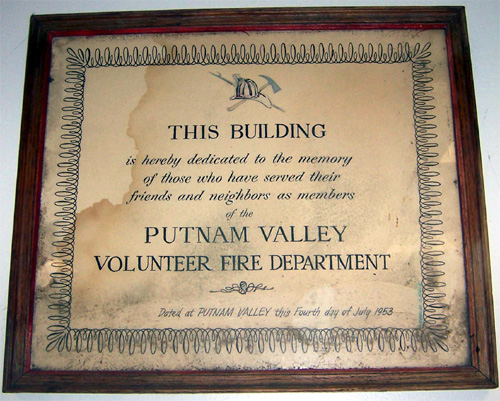 THIS BUILDING
is hereby dedicated to the memory
of those who have served their
friends and neighbors as members
of the
PUTNAM VALLEY
VOLUNTEER FIRE DEPARTMENT
Dated at PUTNAM VALLEY this Fourth day of July 1953